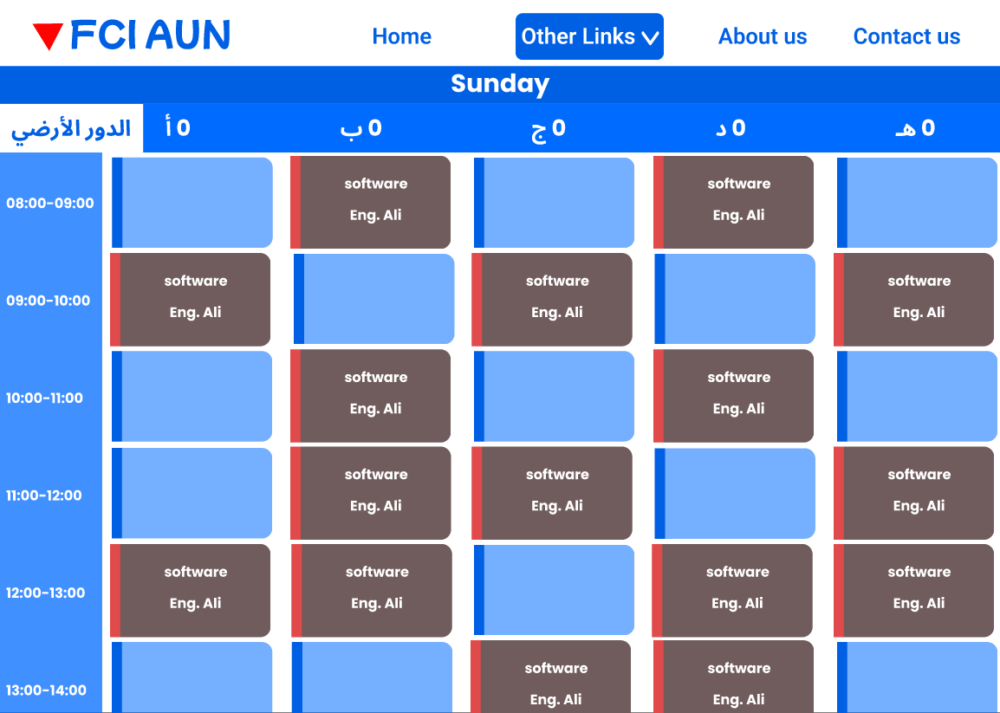 FCI AUN Home Other Links About us Contact us
Sunday
الدور الأرضي أ 0 ب 0 ج 0 د 0 هـ 0
08:00-09:00 software software
Eng. Ali Eng. Ali
09:00-10:00 software software software
Eng. Ali Eng. Ali Eng. Ali
10:00-11:00 software software
Eng. Ali Eng. Ali
11:00-12:00 software software software
Eng. Ali Eng. Ali Eng. Ali
12:00-13:00 software software software software
Eng. Ali Eng. Ali Eng. Ali Eng. Ali
13:00-14:00 software software
Eng. Ali Eng. Ali